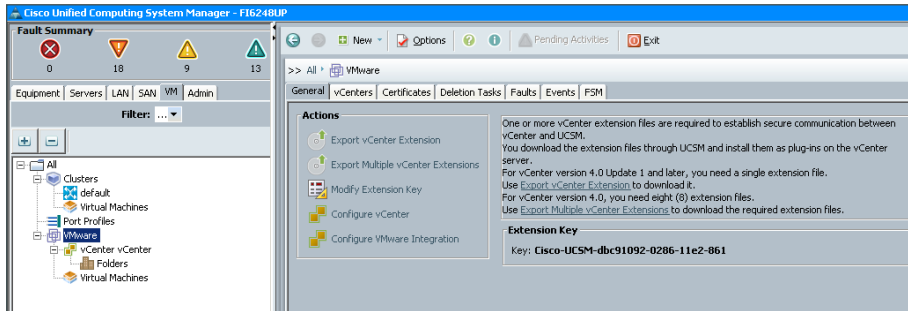 Cisco Unified Computing System Manager - FI6248UP
Fault Summary
0 18 9 13
Equipment Servers LAN SAN VM Admin
Filter: ...
All
Clusters
default
Virtual Machines
Port Profiles
VMware
vCenter vCenter
Folders
Virtual Machines
New Options ? i Pending Activities Exit
>> All VMware
General vCenters Certificates Deletion Tasks Faults Events FSM
Actions
Export vCenter Extension
Export Multiple vCenter Extensions
Modify Extension Key
Configure vCenter
Configure VMware Integration
One or more vCenter extension files are required to establish secure communication between
vCenter and UCSM.
You download the extension files through UCSM and install them as plug-ins on the vCenter
server.
For vCenter version 4.0 Update 1 and later, you need a single extension file.
Use Export vCenter Extension to download it.
For vCenter version 4.0, you need eight (8) extension files.
Use Export Multiple vCenter Extensions to download the required extension files.
Extension Key
Key: Cisco-UCSM-dbc91092-0286-11e2-861